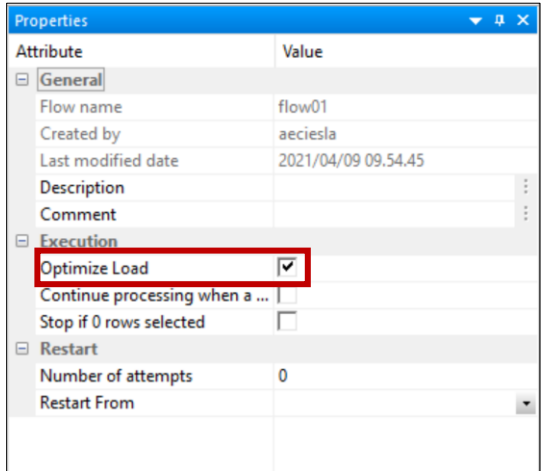 Properties
Attribute Value
General
Flow name flow01
Created by aeciesla
Last modified date 2021/04/09 09.54.45
Description
Comment
Execution
Optimize Load
Continue processing when a ...
Stop if 0 rows selected
Restart
Number of attempts 0
Restart From